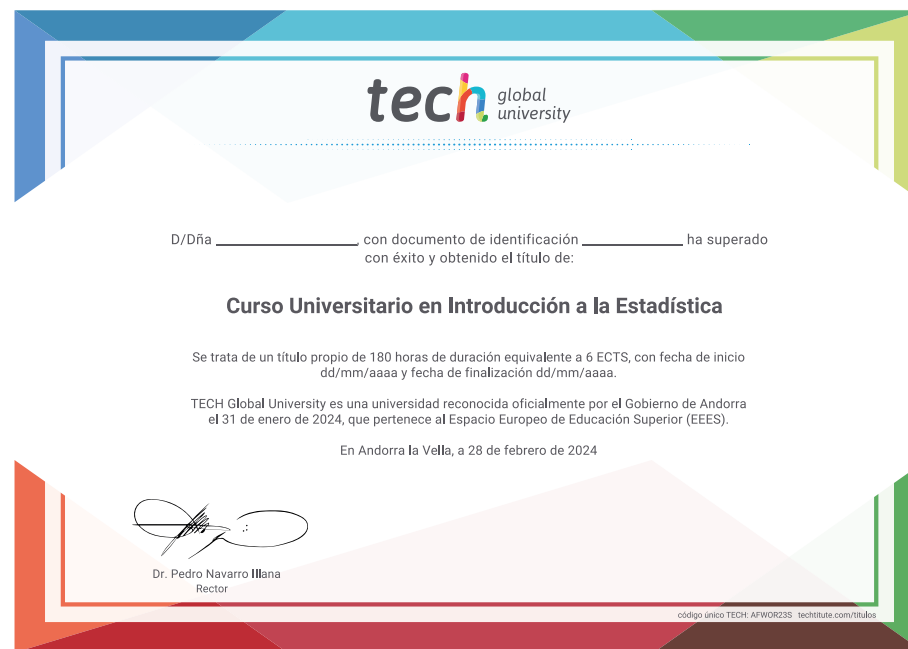 tech global university
D/Dña , con documento de identificación ha superado
con éxito y obtenido el título de:
Curso Universitario en Introducción a la Estadística
Se trata de un título propio de 180 horas de duración equivalente a 6 ECTS, con fecha de inicio
dd/mm/aaaa y fecha de finalización dd/mm/aaaa.
TECH Global University es una universidad reconocida oficialmente por el Gobierno de Andorra
el 31 de enero de 2024, que pertenece al Espacio Europeo de Educación Superior (EEES).
En Andorra la Vella, a 28 de febrero de 2024
Dr. Pedro Navarro Illana
Rector
código único TECH: AFWOR23S techtitute.com/titulos